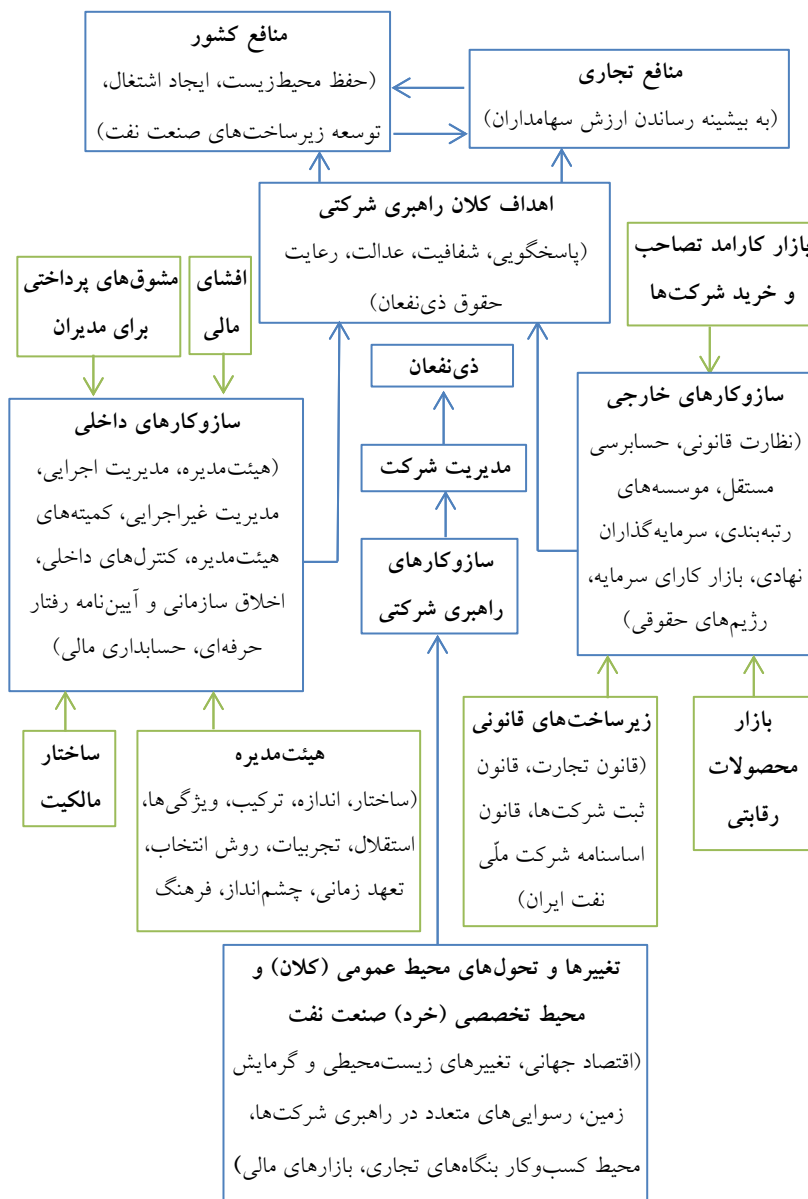 منافع کشور
(حفظ محیط‌زیست، ایجاد اشتغال،
توسعه زیرساخت‌های صنعت نفت)
منافع تجاری
(به بیشینه رساندن ارزش سهامداران)
اهداف کلان راهبری شرکتی
(پاسخگویی، شفافیت، عدالت، رعایت
حقوق ذی‌نفعان)
بازار کارامد تصاحب
و خرید شرکت‌ها
افشای
مالی
مشوق‌های پرداختی
برای مدیران
ذی‌نفعان
سازوکارهای خارجی
(نظارت قانونی، حسابرسی
مستقل، موسسه‌های
رتبه‌بندی، سرمایه‌گذاران
نهادی، بازار کارای سرمایه،
رژیم‌های حقوقی)
سازوکارهای داخلی
(هیئت‌مدیره، مدیریت اجرایی،
مدیریت غیراجرایی، کمیته‌های
هیئت‌مدیره، کنترل‌های داخلی،
اخلاق سازمانی و آیین‌نامه رفتار
حرفه‌ای، حسابداری مالی)
مدیریت شرکت
سازوکارهای
راهبری شرکتی
بازار
محصولات
رقابتی
زیرساخت‌های قانونی
(قانون تجارت، قانون
ثبت شرکت‌ها، قانون
اساسنامه شرکت ملّی
نفت ایران)
هیئت‌مدیره
(ساختار، اندازه، ترکیب، ویژگی‌ها،
استقلال، تجربیات، روش انتخاب،
تعهد زمانی، چشم‌انداز، فرهنگ
ساختار
مالکیت
تغییرها و تحول‌های محیط عمومی (کلان) و
محیط تخصصی (خرد) صنعت نفت
(اقتصاد جهانی، تغییرهای زیست‌محیطی و گرمایش
زمین، رسوایی‌های متعدد در راهبری شرکت‌ها،
محیط کسب‌وکار بنگاه‌های تجاری، بازارهای مالی)